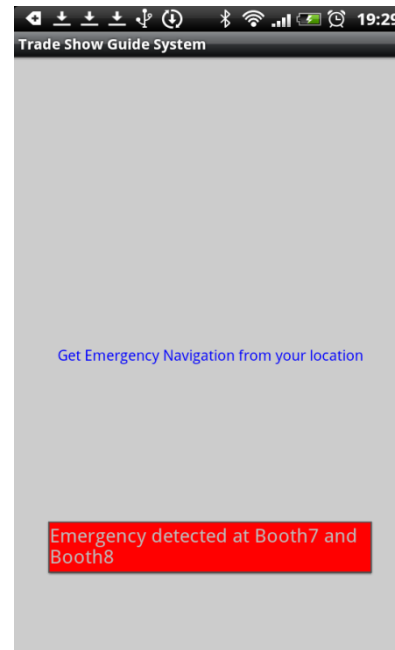 19:29
Trade Show Guide System
Get Emergency Navigation from your location
Emergency detected at Booth7 and
Booth8